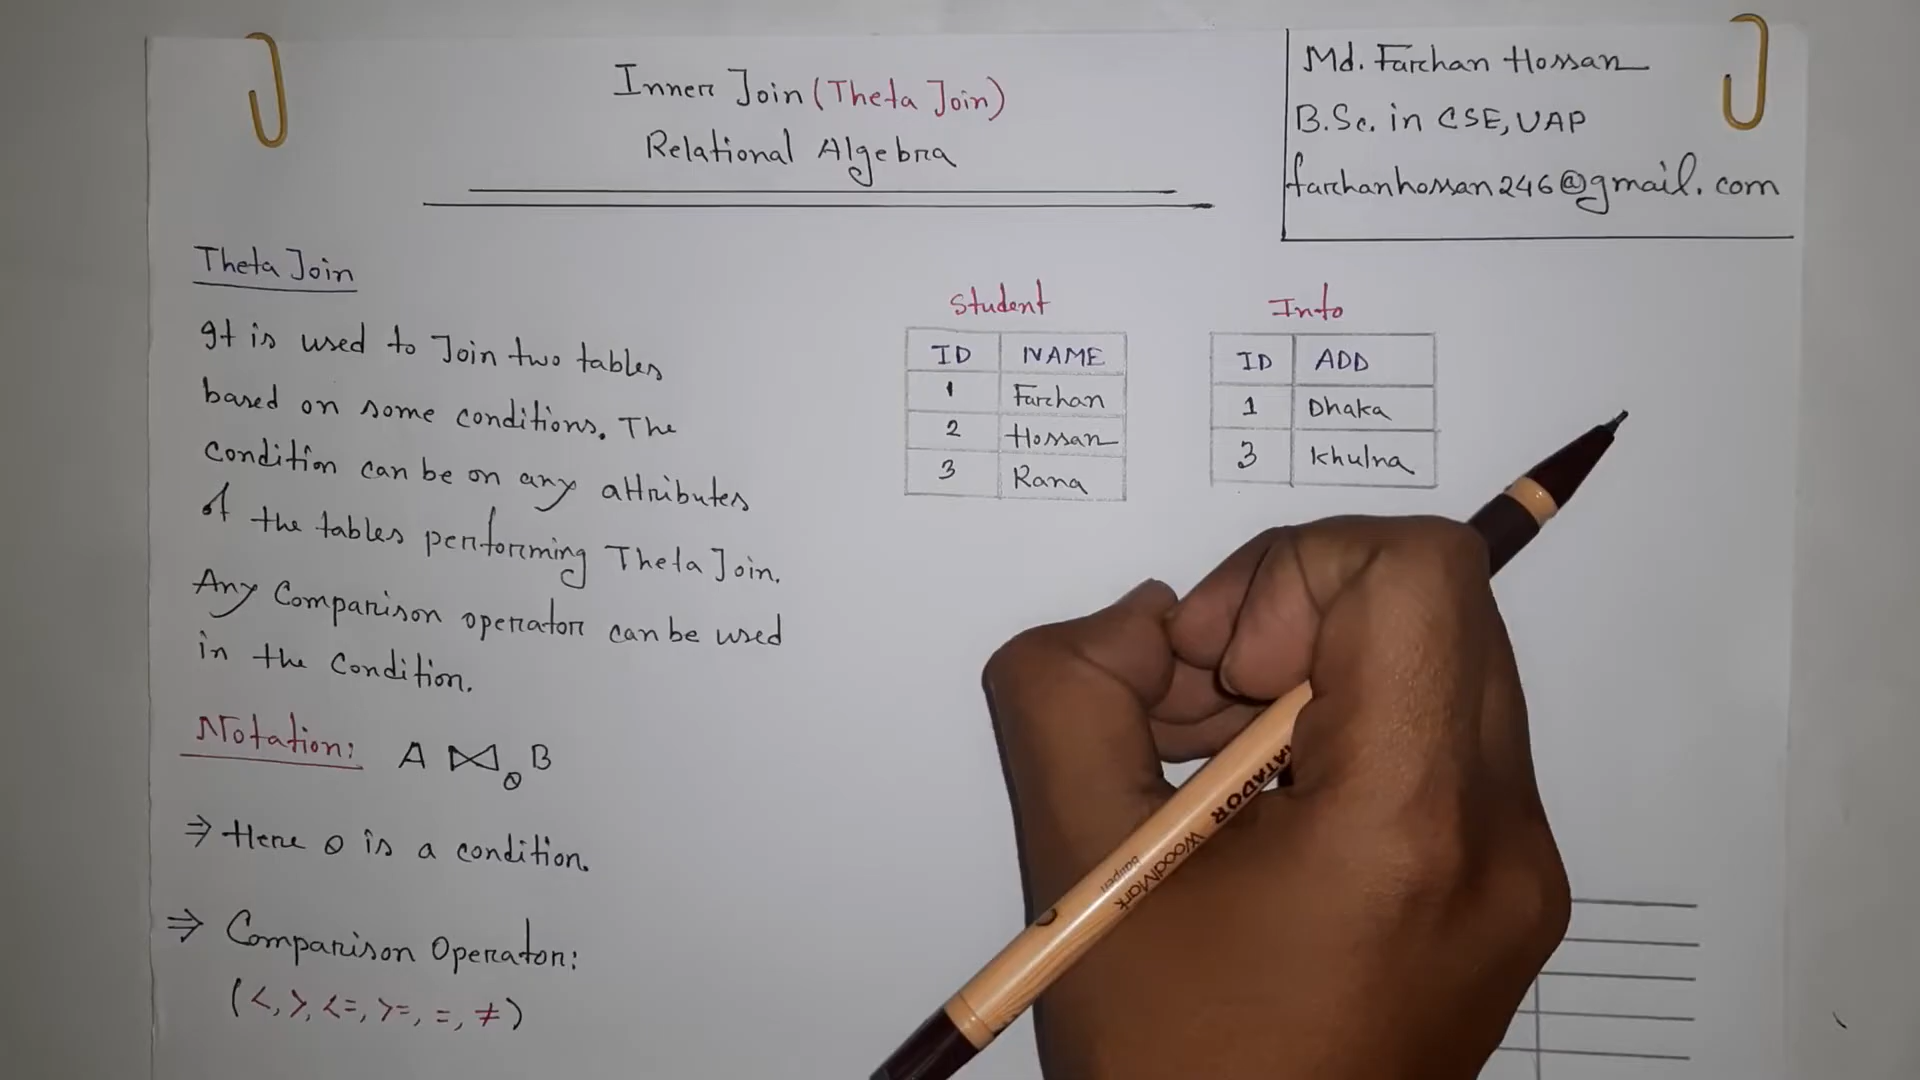 Inner Join (Theta Join)
Relational Algebra
Md. Farhan Hossan
B.Sc. in CSE, UAP
farhanhossan246@gmail.com
Theta Join
It is used to Join two tables
based on some conditions. The
Condition can be on any attributes
of the tables performing Theta Join.
Any Comparison operator can be used
in the Condition.
Notation: A ⋈θ B
⇒ Here θ is a condition.
⇒ Comparison Operator:
(<, >, <=, >=, =, ≠)
Student
ID NAME
1 Farhan
2 Hossan
3 Rana
Info
ID ADD
1 Dhaka
3 Khulna
MATADOR
WoodMark
ballpen